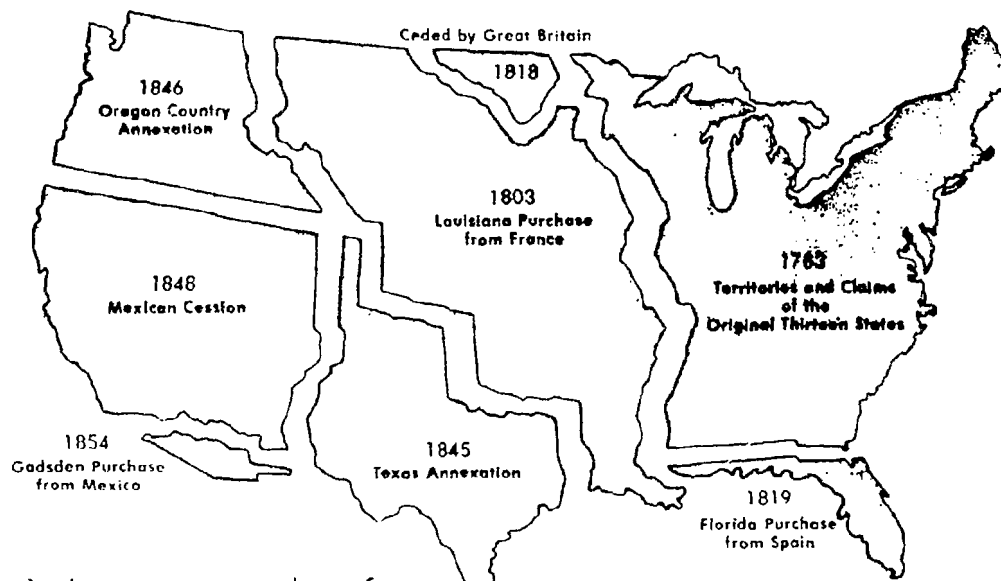 Ceded by Great Britain
1818
1846
Oregon Country
Annexation
1803
Louisiana Purchase
from France
1783
Territories and Claims
of the
Original Thirteen States
1848
Mexican Cession
1854
Gadsden Purchase
from Mexico
1845
Texas Annexation
1819
Florida Purchase
from Spain